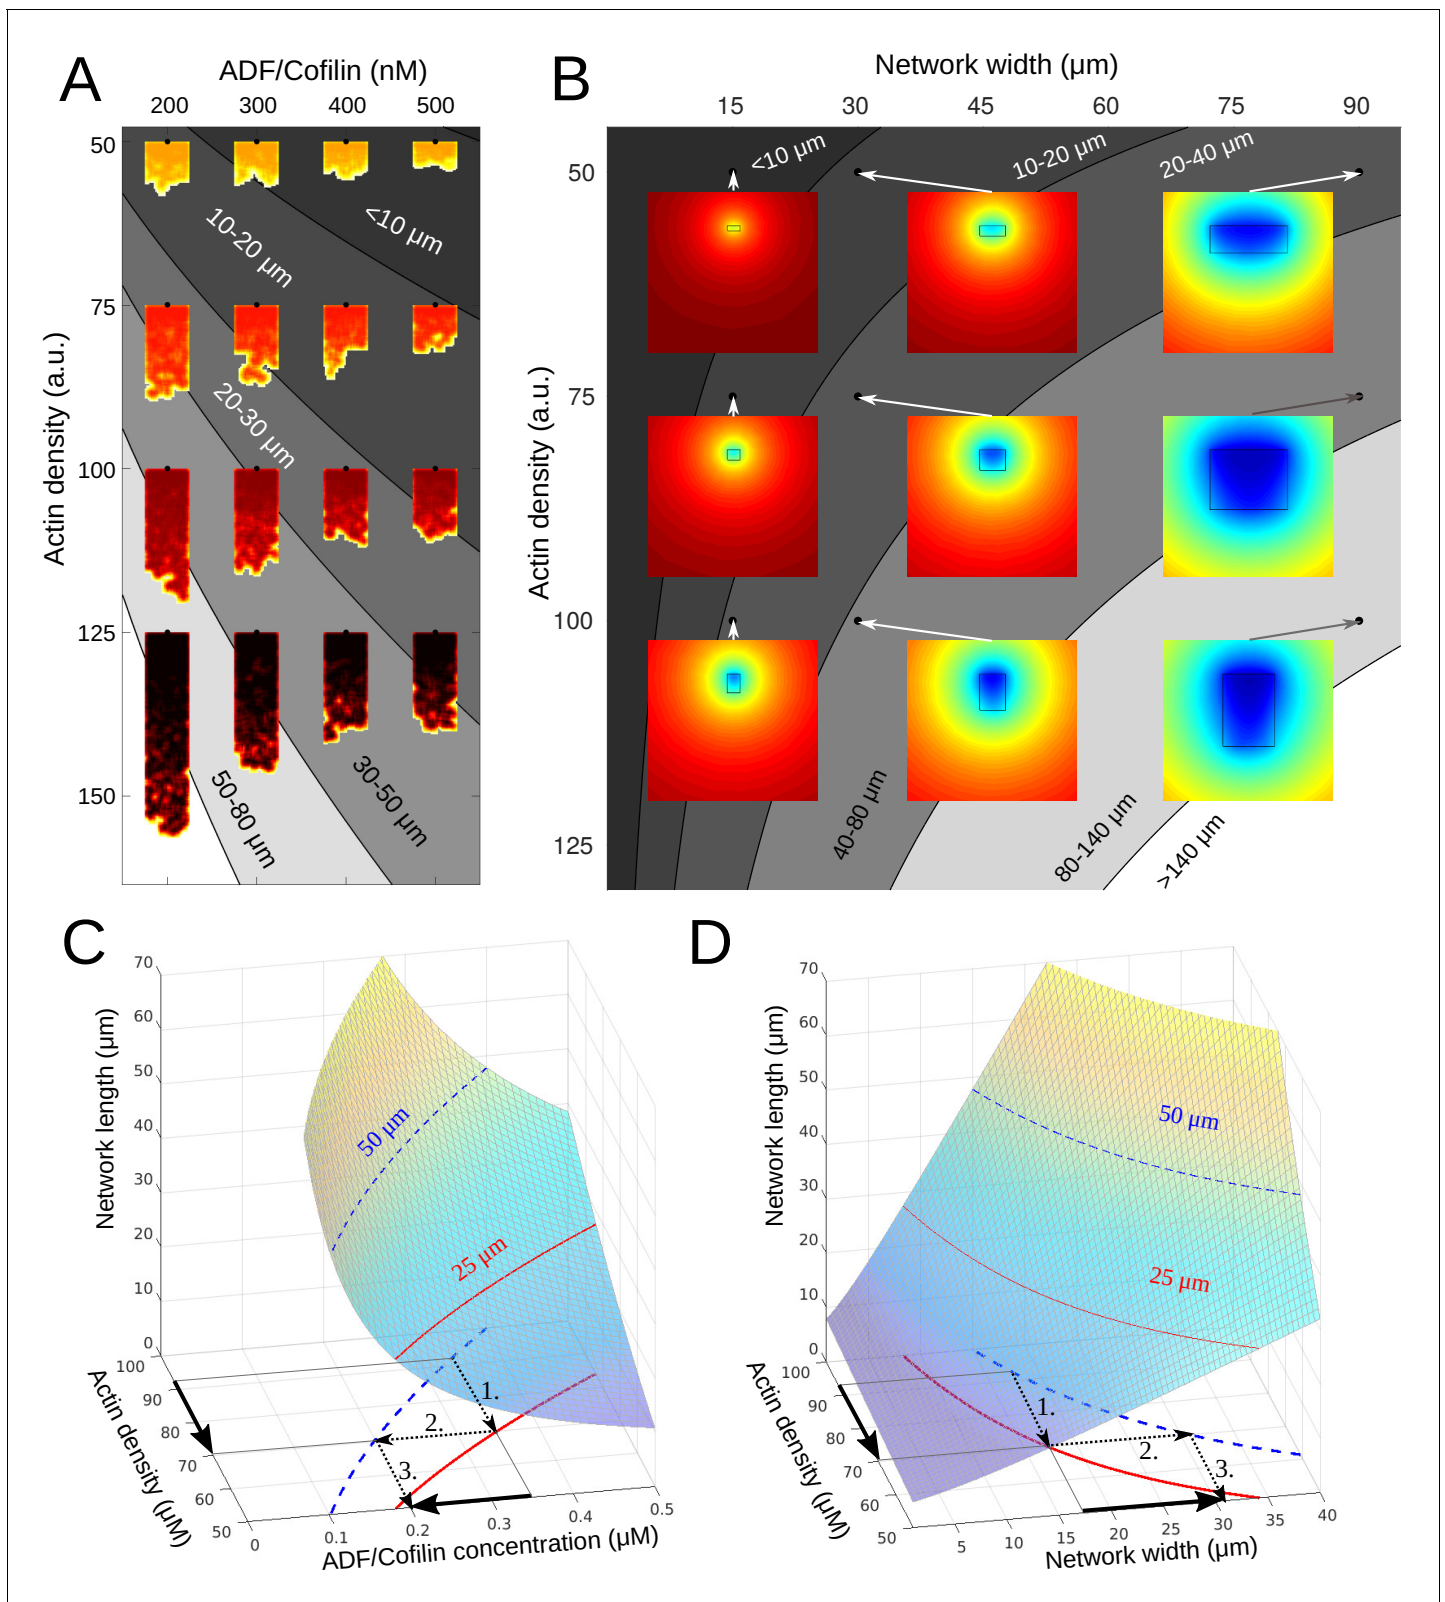 A
ADF/Cofilin (nM)
200 300 400 500
Actin density (a.u.)
50
75
100
125
150
<10 µm
10-20 µm
20-30 µm
30-50 µm
50-80 µm
B
Network width (µm)
15 30 45 60 75 90
Actin density (a.u.)
50
75
100
125
<10 µm
10-20 µm
20-40 µm
40-80 µm
80-140 µm
>140 µm
C
Network length (µm)
70
60
50
40
30
20
10
0
50 µm
25 µm
1.
2.
3.
Actin density (µM)
100
90
80
70
60
50
0 0.1 0.2 0.3 0.4 0.5
ADF/Cofilin concentration (µM)
D
Network length (µm)
70
60
50
40
30
20
10
0
50 µm
25 µm
1.
2.
3.
Actin density (µM)
100
90
80
70
60
50
5 10 15 20 25 30 35 40
Network width (µm)